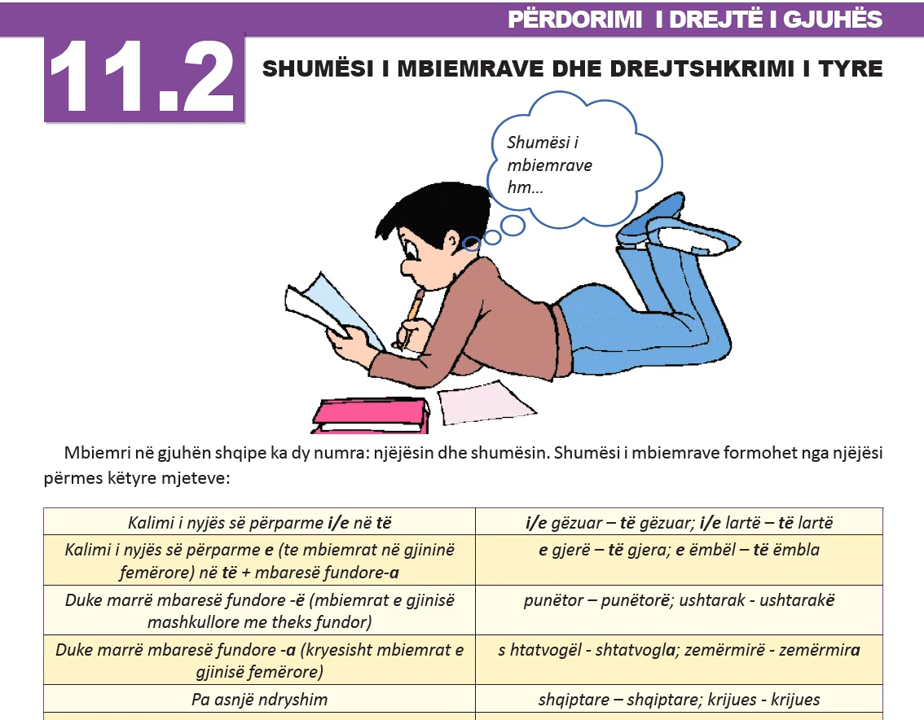 PËRDORIMI I DREJTË I GJUHËS
11.2
SHUMËSI I MBIEMRAVE DHE DREJTSHKRIMI I TYRE
Shumësi i
mbiemrave
hm...
Mbiemri në gjuhën shqipe ka dy numra: njëjësin dhe shumësin. Shumësi i mbiemrave formohet nga njëjësi
përmes këtyre mjeteve:
Kalimi i nyjës së përparme i/e në të
i/e gëzuar – të gëzuar; i/e lartë – të lartë
Kalimi i nyjës së përparme e (te mbiemrat në gjininë
femërore) në të + mbaresë fundore-a
e gjerë – të gjera; e ëmbël – të ëmbla
Duke marrë mbaresë fundore -ë (mbiemrat e gjinisë
mashkullore me theks fundor)
punëtor – punëtorë; ushtarak - ushtarakë
Duke marrë mbaresë fundore -a (kryesisht mbiemrat e
gjinisë femërore)
s htatvogël - shtatvogla; zemërmirë - zemërmira
Pa asnjë ndryshim
shqiptare – shqiptare; krijues - krijues